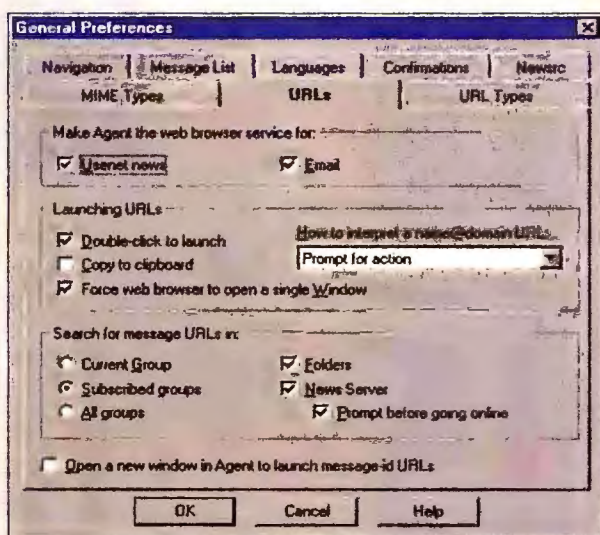 General Preferences
Navigation Message List Languages Confirmations Newsrc
MIME Types URLs URL Types
Make Agent the web browser service for:
Usenet news Email
Launching URLs
Double-click to launch How to interpret a name@domain URLs
Copy to clipboard Prompt for action
Force web browser to open a single Window
Search for message URLs in:
Current Group Folders
Subscribed groups News Server
All groups Prompt before going online
Open a new window in Agent to launch message-id URLs
OK Cancel Help